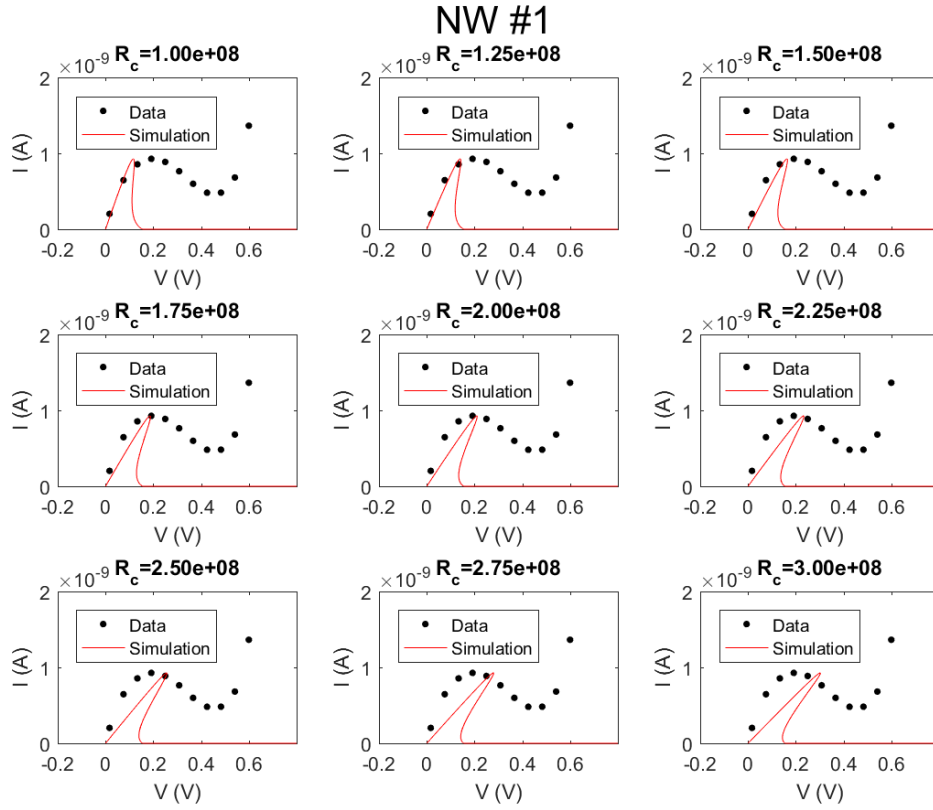 NW #1
R_c=1.00e+08
×10^-9
2
1
0
I (A)
Data
Simulation
-0.2 0 0.2 0.4 0.6
V (V)
R_c=1.25e+08
×10^-9
2
1
0
I (A)
Data
Simulation
-0.2 0 0.2 0.4 0.6
V (V)
R_c=1.50e+08
×10^-9
2
1
0
I (A)
Data
Simulation
-0.2 0 0.2 0.4 0.6
V (V)
R_c=1.75e+08
×10^-9
2
1
0
I (A)
Data
Simulation
-0.2 0 0.2 0.4 0.6
V (V)
R_c=2.00e+08
×10^-9
2
1
0
I (A)
Data
Simulation
-0.2 0 0.2 0.4 0.6
V (V)
R_c=2.25e+08
×10^-9
2
1
0
I (A)
Data
Simulation
-0.2 0 0.2 0.4 0.6
V (V)
R_c=2.50e+08
×10^-9
2
1
0
I (A)
Data
Simulation
-0.2 0 0.2 0.4 0.6
V (V)
R_c=2.75e+08
×10^-9
2
1
0
I (A)
Data
Simulation
-0.2 0 0.2 0.4 0.6
V (V)
R_c=3.00e+08
×10^-9
2
1
0
I (A)
Data
Simulation
-0.2 0 0.2 0.4 0.6
V (V)